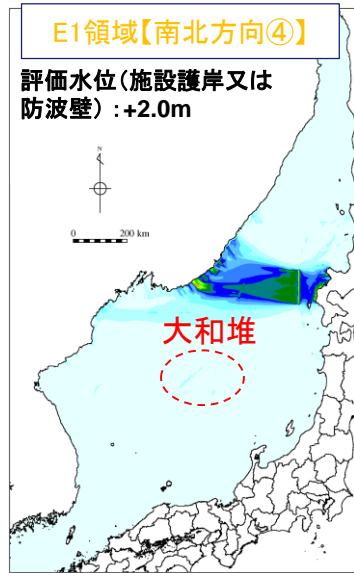 E1領域【南北方向④】
評価水位(施設護岸又は
防波壁）:+2.0m
N
0 200 km
大和堆